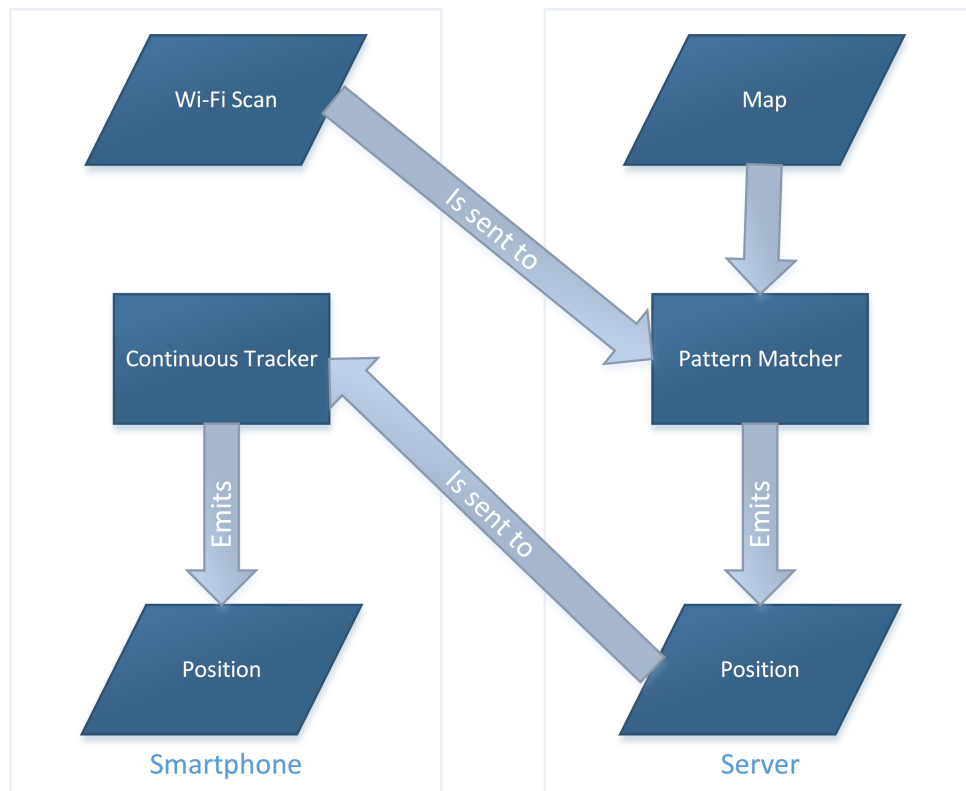 Wi-Fi Scan
Map
Is sent to
Continuous Tracker
Pattern Matcher
Emits
Is sent to
Emits
Position
Position
Smartphone
Server